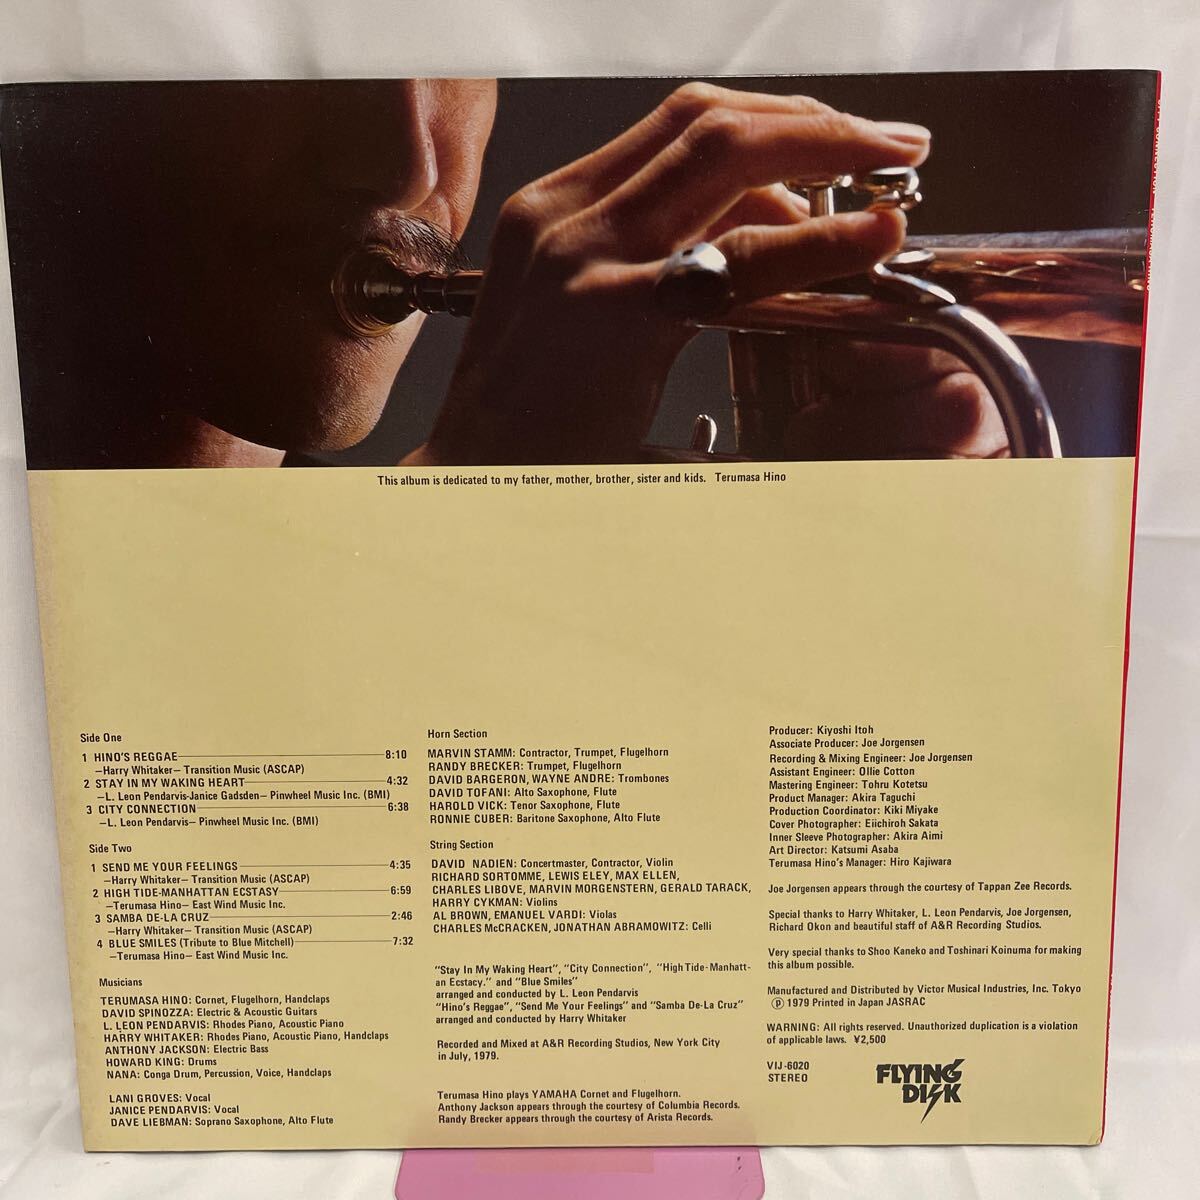 This album is dedicated to my father, mother, brother, sister and kids. Terumasa Hino
Side One
1 HINO'S REGGAE 8:10
—Harry Whitaker— Transition Music (ASCAP)
2 STAY IN MY WAKING HEART 4:32
—L. Leon Pendarvis-Janice Gadsden— Pinwheel Music Inc. (BMI)
3 CITY CONNECTION 6:38
—L. Leon Pendarvis— Pinwheel Music Inc. (BMI)
Side Two
1 SEND ME YOUR FEELINGS 4:35
—Harry Whitaker— Transition Music (ASCAP)
2 HIGH TIDE-MANHATTAN ECSTASY 6:59
—Terumasa Hino— East Wind Music Inc.
3 SAMBA DE-LA CRUZ 2:46
—Harry Whitaker— Transition Music (ASCAP)
4 BLUE SMILES (Tribute to Blue Mitchell) 7:32
—Terumasa Hino— East Wind Music Inc.
Musicians
TERUMASA HINO: Cornet, Flugelhorn, Handclaps
DAVID SPINOZZA: Electric & Acoustic Guitars
L. LEON PENDARVIS: Rhodes Piano, Acoustic Piano
HARRY WHITAKER: Rhodes Piano, Acoustic Piano, Handclaps
ANTHONY JACKSON: Electric Bass
HOWARD KING: Drums
NANA: Conga Drum, Percussion, Voice, Handclaps
LANI GROVES: Vocal
JANICE PENDARVIS: Vocal
DAVE LIEBMAN: Soprano Saxophone, Alto Flute
Horn Section
MARVIN STAMM: Contractor, Trumpet, Flugelhorn
RANDY BRECKER: Trumpet, Flugelhorn
DAVID BARGERON, WAYNE ANDRE: Trombones
DAVID TOFANI: Alto Saxophone, Flute
HAROLD VICK: Tenor Saxophone, Flute
RONNIE CUBER: Baritone Saxophone, Alto Flute
String Section
DAVID NADIEN: Concertmaster, Contractor, Violin
RICHARD SORTOMME, LEWIS ELEY, MAX ELLEN,
CHARLES LIBOVE, MARVIN MORGENSTERN, GERALD TARACK,
HARRY CYKMAN: Violins
AL BROWN, EMANUEL VARDI: Violas
CHARLES McCRACKEN, JONATHAN ABRAMOWITZ: Celli
"Stay In My Waking Heart", "City Connection", "High Tide-Manhatt-
an Ecstacy." and "Blue Smiles"
arranged and conducted by L. Leon Pendarvis
"Hino's Reggae", "Send Me Your Feelings" and "Samba De-La Cruz"
arranged and conducted by Harry Whitaker
Recorded and Mixed at A&R Recording Studios, New York City
in July, 1979.
Terumasa Hino plays YAMAHA Cornet and Flugelhorn.
Anthony Jackson appears through the courtesy of Columbia Records.
Randy Brecker appears through the courtesy of Arista Records.
Producer: Kiyoshi Itoh
Associate Producer: Joe Jorgensen
Recording & Mixing Engineer: Joe Jorgensen
Assistant Engineer: Ollie Cotton
Mastering Engineer: Tohru Kotetsu
Product Manager: Akira Taguchi
Production Coordinator: Kiki Miyake
Cover Photographer: Eiichiroh Sakata
Inner Sleeve Photographer: Akira Aimi
Art Director: Katsumi Asaba
Terumasa Hino's Manager: Hiro Kajiwara
Joe Jorgensen appears through the courtesy of Tappan Zee Records.
Special thanks to Harry Whitaker, L. Leon Pendarvis, Joe Jorgensen,
Richard Okon and beautiful staff of A&R Recording Studios.
Very special thanks to Shoo Kaneko and Toshinari Koinuma for making
this album possible.
Manufactured and Distributed by Victor Musical Industries, Inc. Tokyo
℗ 1979 Printed in Japan JASRAC
WARNING: All rights reserved. Unauthorized duplication is a violation
of applicable laws. ¥2,500
VIJ-6020
STEREO
FLYING
DISK